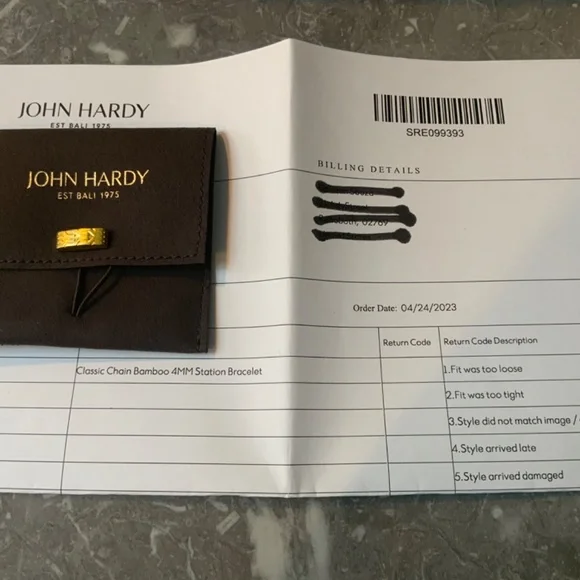 JOHN HARDY
EST BALI 1975
SRE099393
JOHN HARDY
EST BALI 1975
BILLING DETAILS
Order Date: 04/24/2023
Return Code
Return Code Description
Classic Chain Bamboo 4MM Station Bracelet
1.Fit was too loose
2.Fit was too tight
3.Style did not match image /
4.Style arrived late
5.Style arrived damaged